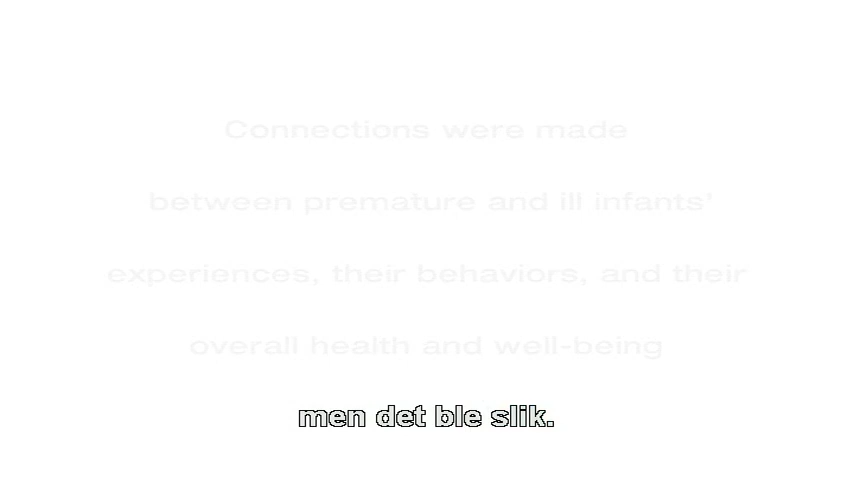 Connections were made
between premature and ill infants'
experiences, their behaviors, and their
overall health and well-being
men det ble slik.